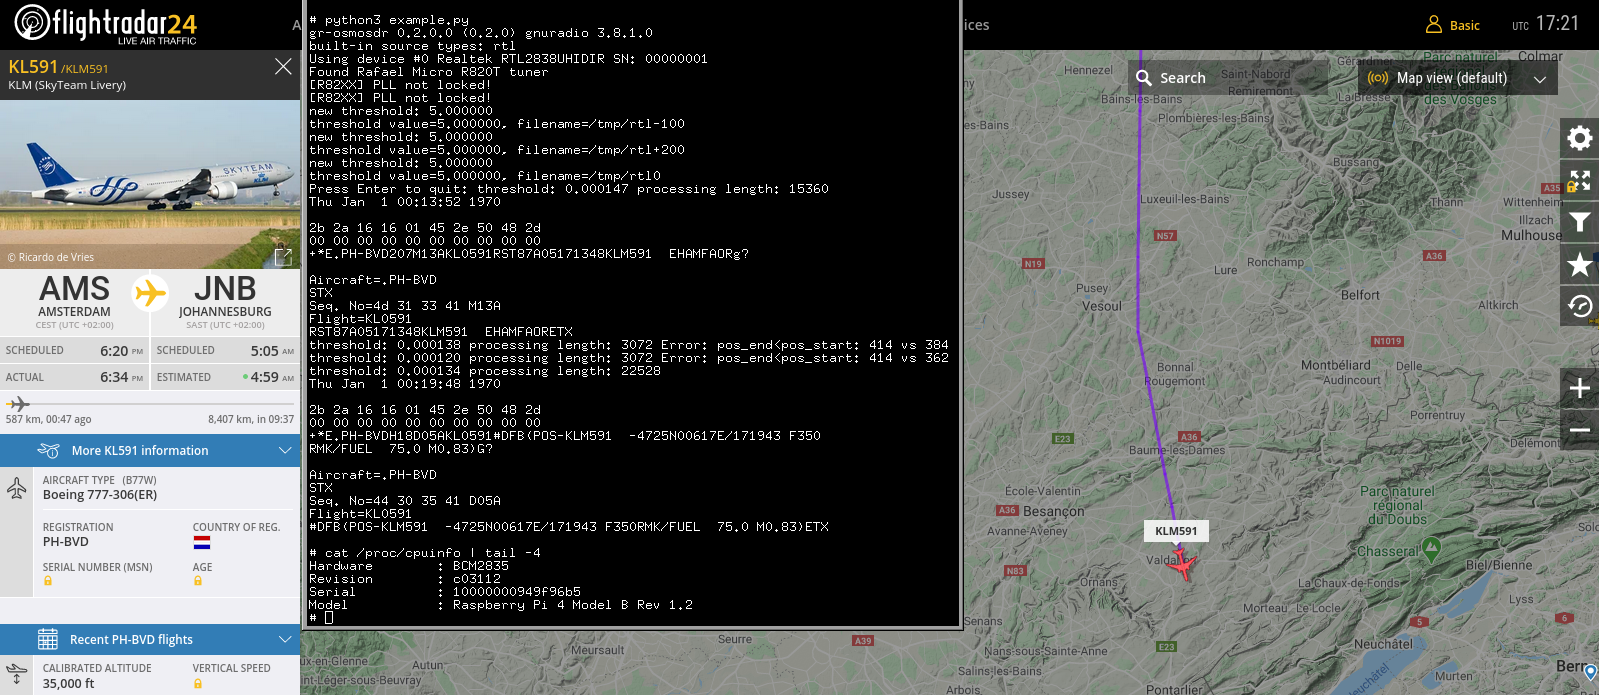 flightradar24
LIVE AIR TRAFFIC
A
ices
Basic
UTC 17:21
KL591 /KLM591
KLM (SkyTeam Livery)
SKYTEAM
© Ricardo de Vries
AMS
AMSTERDAM
CEST (UTC +02:00)
JNB
JOHANNESBURG
SAST (UTC +02:00)
SCHEDULED 6:20 PM
SCHEDULED 5:05 AM
ACTUAL 6:34 PM
ESTIMATED 4:59 AM
587 km, 00:47 ago
8,407 km, in 09:37
More KL591 information
AIRCRAFT TYPE (B77W)
Boeing 777-306(ER)
REGISTRATION
PH-BVD
COUNTRY OF REG.
SERIAL NUMBER (MSN)
AGE
Recent PH-BVD flights
CALIBRATED ALTITUDE
35,000 ft
VERTICAL SPEED
# python3 example.py
gr-osmosdr 0.2.0.0 (0.2.0) gnuradio 3.8.1.0
built-in source types: rtl
Using device #0 Realtek RTL2838UHIDIR SN: 00000001
Found Rafael Micro R820T tuner
[R82XX] PLL not locked!
[R82XX] PLL not locked!
new threshold: 5.000000
threshold value=5.000000, filename=/tmp/rtl-100
new threshold: 5.000000
threshold value=5.000000, filename=/tmp/rtl+200
new threshold: 5.000000
threshold value=5.000000, filename=/tmp/rtl0
Press Enter to quit: threshold: 0.000147 processing length: 15360
Thu Jan  1 00:13:52 1970
2b 2a 16 16 01 45 2e 50 48 2d
00 00 00 00 00 00 00 00 00 00
+*E.PH-BVD207M13AKL0591RST87A05171348KLM591  EHAMFAORg?
Aircraft=.PH-BVD
STX
Seq. No=4d 31 33 41 M13A
Flight=KL0591
RST87A05171348KLM591  EHAMFAORETX
threshold: 0.000138 processing length: 3072 Error: pos_end<pos_start: 414 vs 384
threshold: 0.000120 processing length: 3072 Error: pos_end<pos_start: 414 vs 362
threshold: 0.000134 processing length: 22528
Thu Jan  1 00:19:48 1970
2b 2a 16 16 01 45 2e 50 48 2d
00 00 00 00 00 00 00 00 00 00
+*E.PH-BVDH18D05AKL0591#DFB(POS-KLM591  -4725N00617E/171943 F350
RMK/FUEL  75.0 M0.83)G?
Aircraft=.PH-BVD
STX
Seq. No=44 30 35 41 D05A
Flight=KL0591
#DFB(POS-KLM591  -4725N00617E/171943 F350RMK/FUEL  75.0 M0.83)ETX
# cat /proc/cpuinfo | tail -4
Hardware : BCM2835
Revision : c03112
Serial : 10000000949f96b5
Model : Raspberry Pi 4 Model B Rev 1.2
#
Search
Map view (default)
Hennezel
Gérardmer
Colmar
Saint-Nabord
Remiremont
Parc naturel
des Ballons
des Vosges
La Bresse
Bains-les-Bains
Plombières-les-Bains
es-Bains
Bussang
Jussey
Luxeuil-les-Bains
Thann
A35
Wittenheim
Illzach
Mulhouse
N57
N19
A36
Lure
Ronchamp
Pusey
Vesoul
Belfort
Altkirch
N1019
Bonnal
Rougemont
Montbéliard
Audincourt
Delle
Porrentruy
E23
A36
Baume-les-Dames
Delémont
École-Valentin
A36
Besançon
Parc naturel
régional
du Doubs
Solo
KLM591
Valdahon
Chasseral
N83
Ornans
Biel/Bienne
La Chaux-de-Fonds
Morteau
Le Locle
Lyss
Senans
5
6
Seurre
A39
Meursault
ux-en-Glenne
Autun
nt-Léger-sous-Beuvray
Nans-sous-Sainte-Anne
E23
Neuchâtel
Neuchâtel
Salins-les-Bains
Bern
Murten
Arbois
Pontarlier